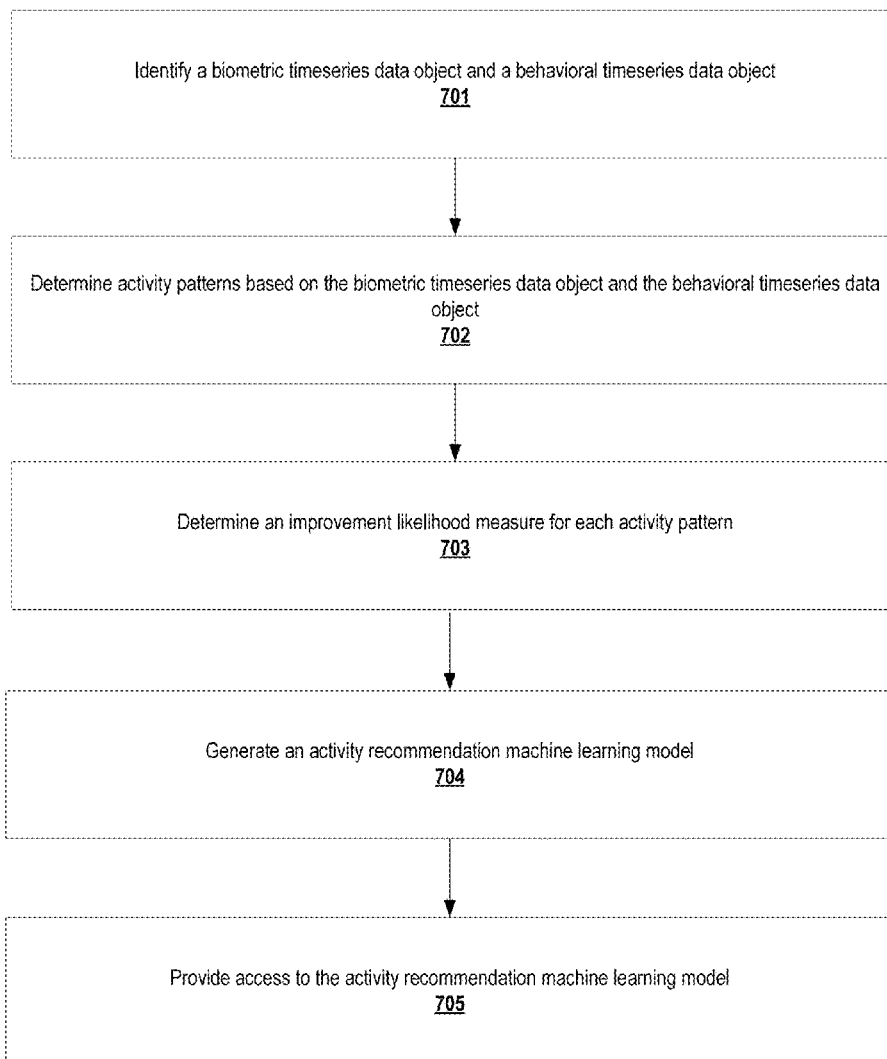 Identify a biometric timeseries data object and a behavioral timeseries data object
701
Determine activity patterns based on the biometric timeseries data object and the behavioral timeseries data
object
702
Determine an improvement likelihood measure for each activity pattern
703
Generate an activity recommendation machine learning model
704
Provide access to the activity recommendation machine learning model
705